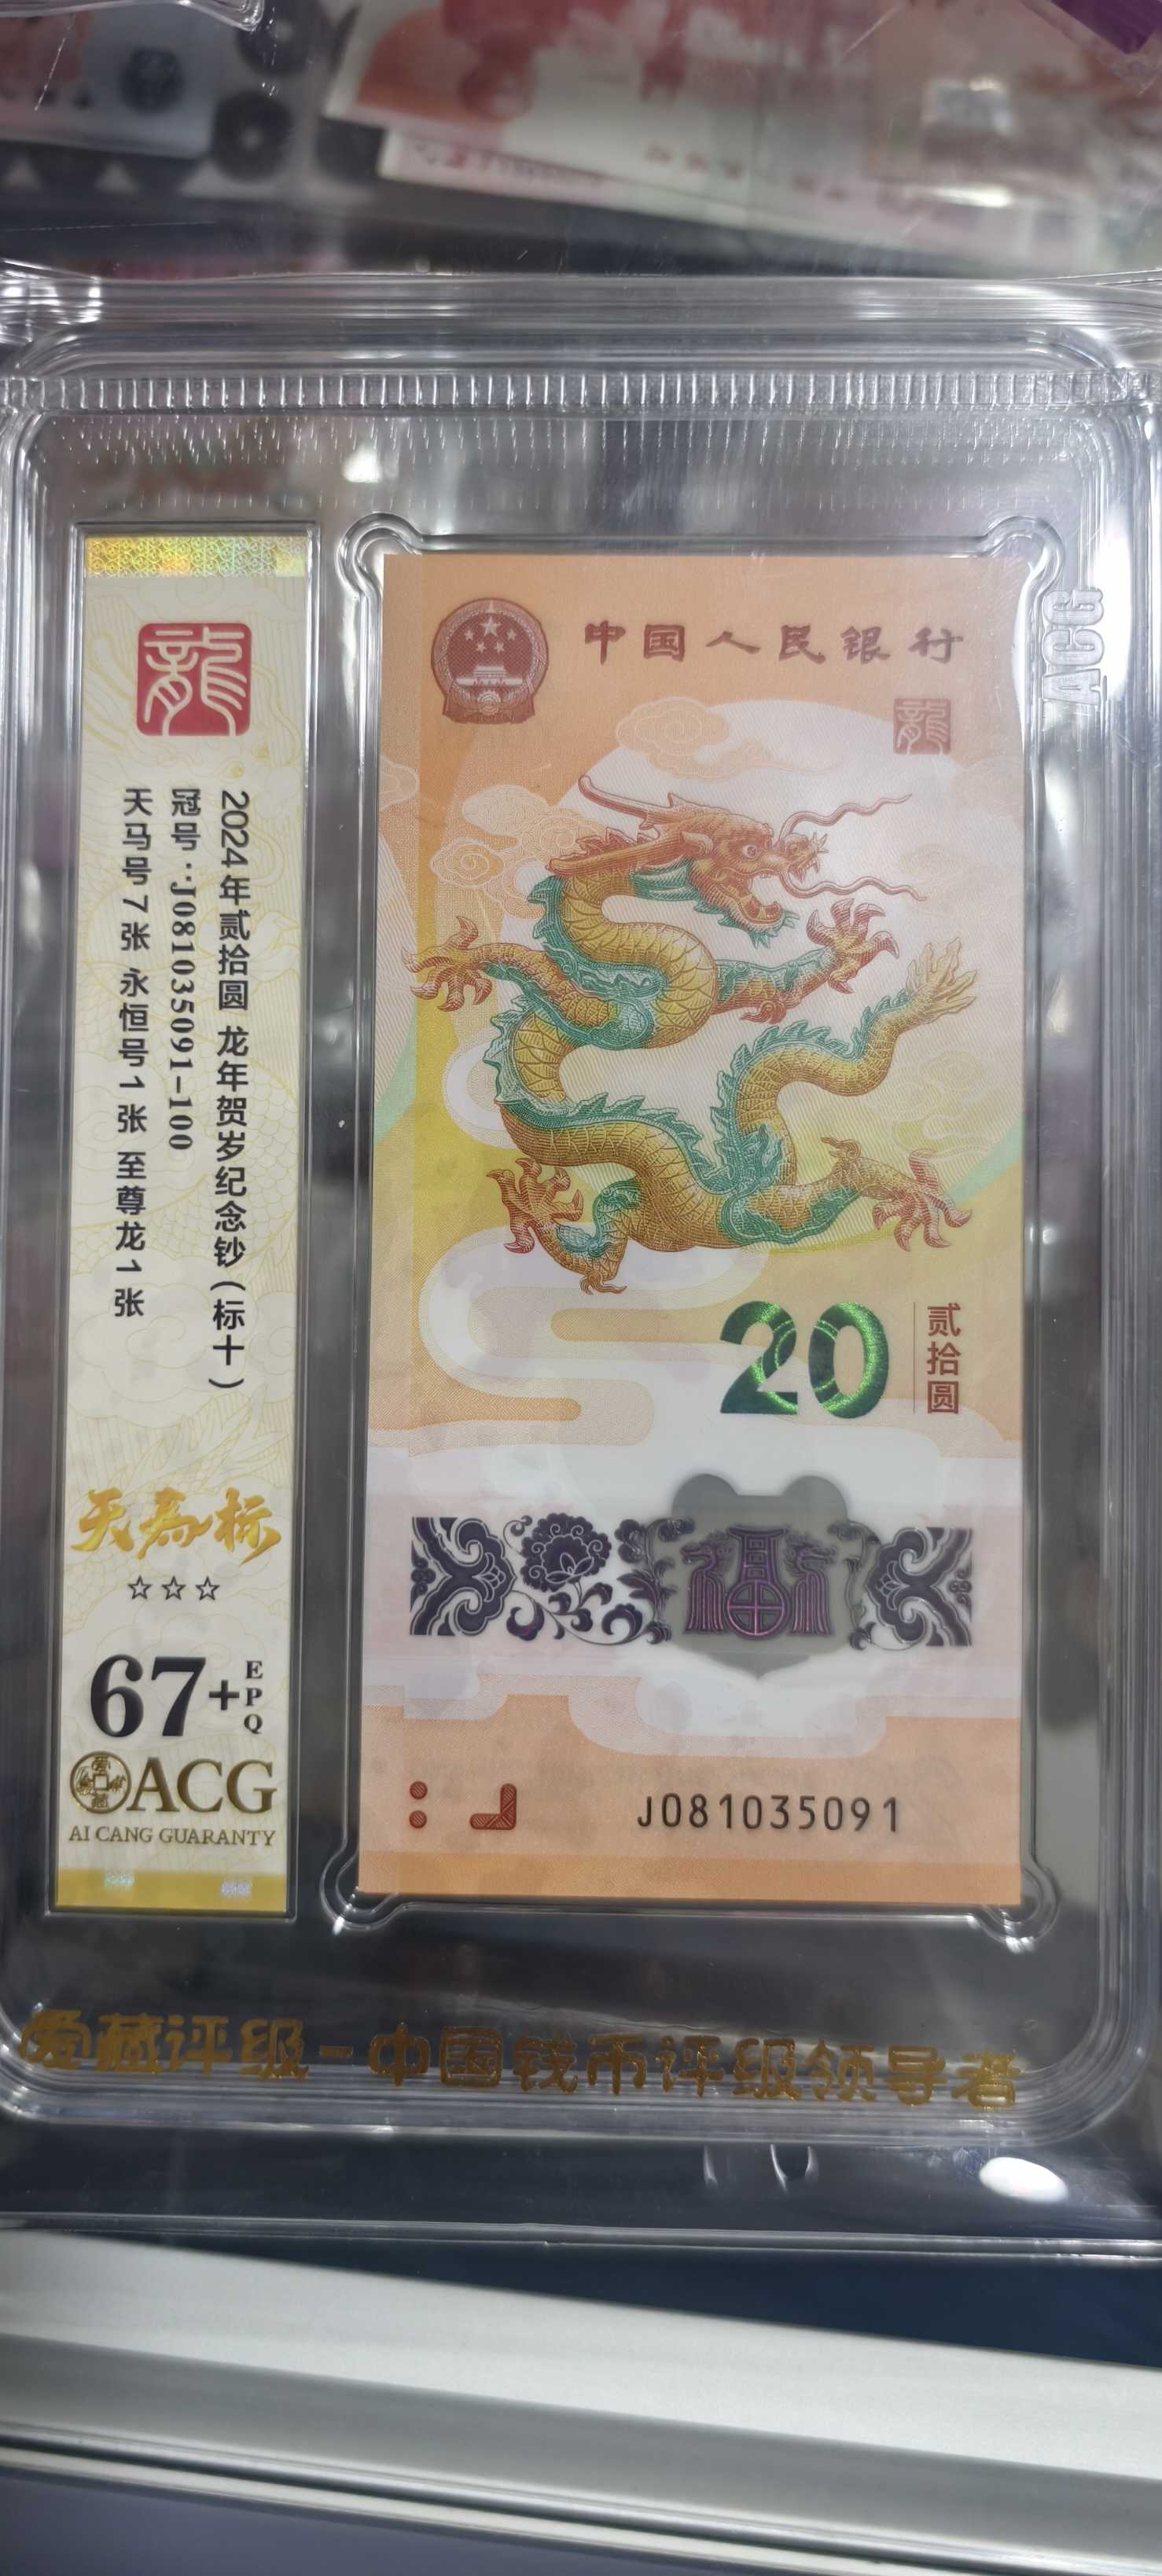 龍
2024年贰拾圆 龙年贺岁纪念钞(标十)
冠号:J081035091-100
天马号7张 永恒号1张 至尊龙1张
天马标
☆☆☆
67+EPQ
ACG
AI CANG GUARANTY
中国人民银行
龍
20
贰拾圆
福
J081035091
ACG
爱藏评级-中国钱币评级领导者